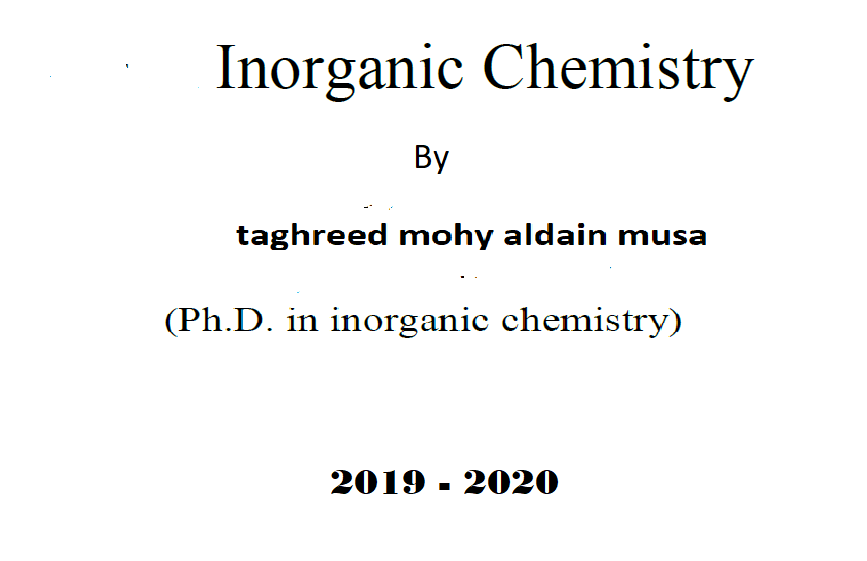 Inorganic Chemistry
By
taghreed mohy aldain musa
(Ph.D. in inorganic chemistry)
2019 - 2020